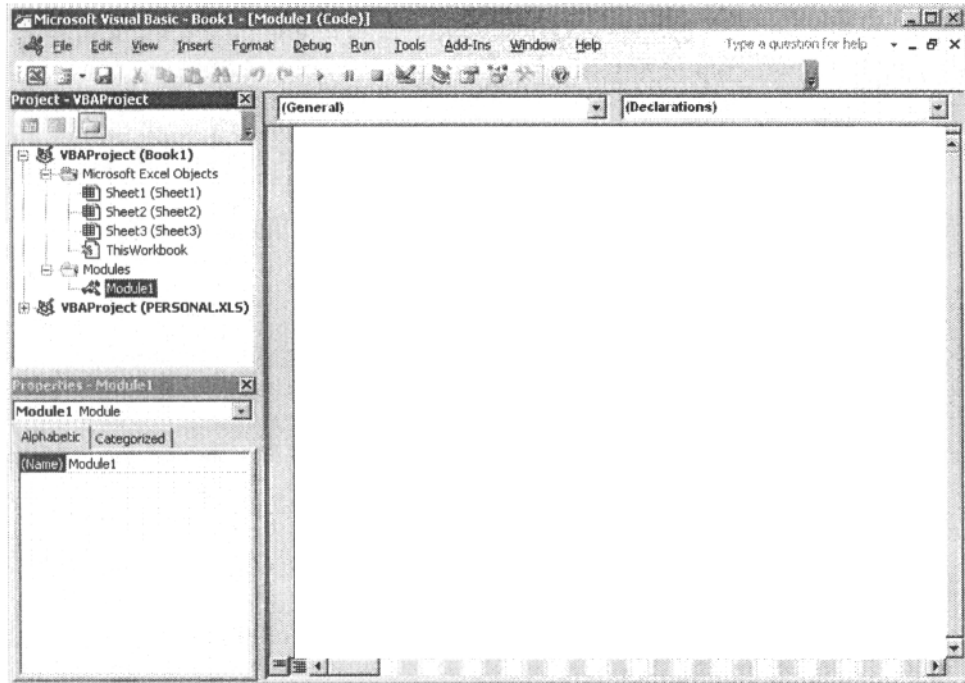 Microsoft Visual Basic - Book1 - [Module1 (Code)]
File Edit View Insert Format Debug Run Tools Add-Ins Window Help Type a question for help
Project - VBAProject
(General) (Declarations)
VBAProject (Book1)
Microsoft Excel Objects
Sheet1 (Sheet1)
Sheet2 (Sheet2)
Sheet3 (Sheet3)
ThisWorkbook
Modules
Module1
VBAProject (PERSONAL.XLS)
Properties - Module1
Module1 Module
Alphabetic Categorized
(Name) Module1